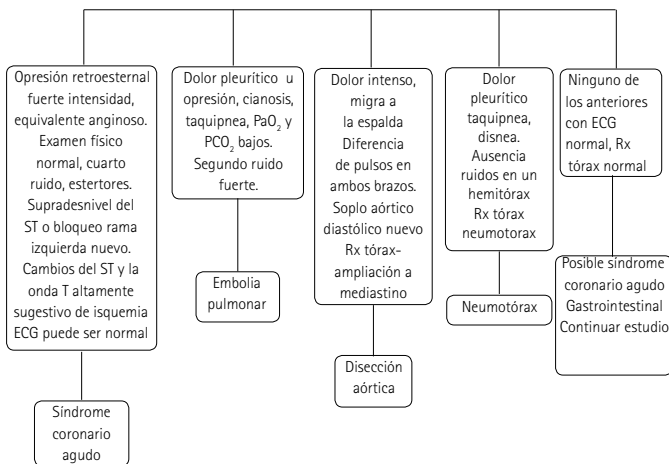 Opresión retroesternal
fuerte intensidad,
equivalente anginoso.
Examen físico
normal, cuarto
ruido, estertores.
Supradesnivel del
ST o bloqueo rama
izquierda nuevo.
Cambios del ST y la
onda T altamente
sugestivo de isquemia
ECG puede ser normal
Síndrome
coronario
agudo
Dolor pleurítico u
opresión, cianosis,
taquipnea, PaO₂ y
PCO₂ bajos.
Segundo ruido
fuerte.
Embolia
pulmonar
Dolor intenso,
migra a
la espalda
Diferencia
de pulsos en
ambos brazos.
Soplo aórtico
diastólico nuevo
Rx tórax-
ampliación a
mediastino
Disección
aórtica
Dolor
pleurítico
taquipnea,
disnea.
Ausencia
ruidos en un
hemitórax
Rx tórax
neumotorax
Neumotórax
Ninguno de
los anteriores
con ECG
normal, Rx
tórax normal
Posible síndrome
coronario agudo
Gastrointestinal
Continuar estudio